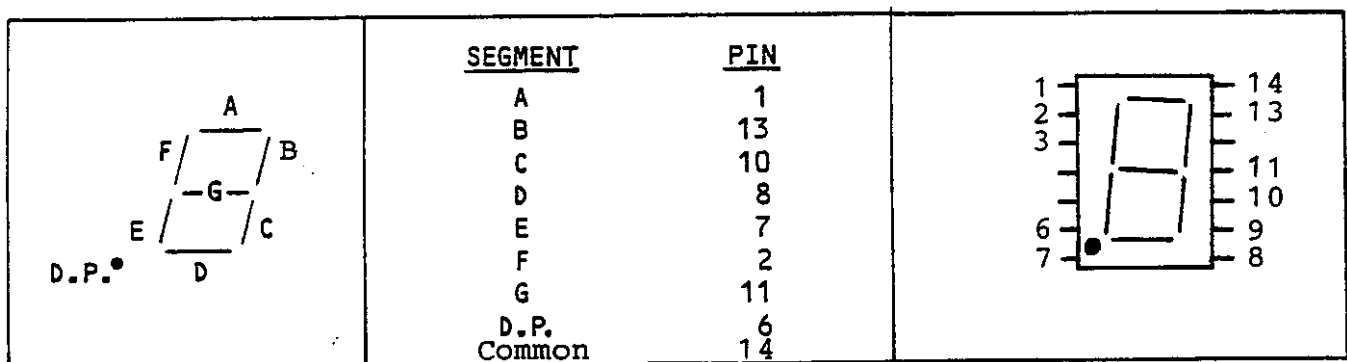 A
F B
G
E C
D.P. D
SEGMENT PIN
A 1
B 13
C 10
D 8
E 7
F 2
G 11
D.P. 6
Common 14
1 14
2 13
3
11
10
6 9
7 8